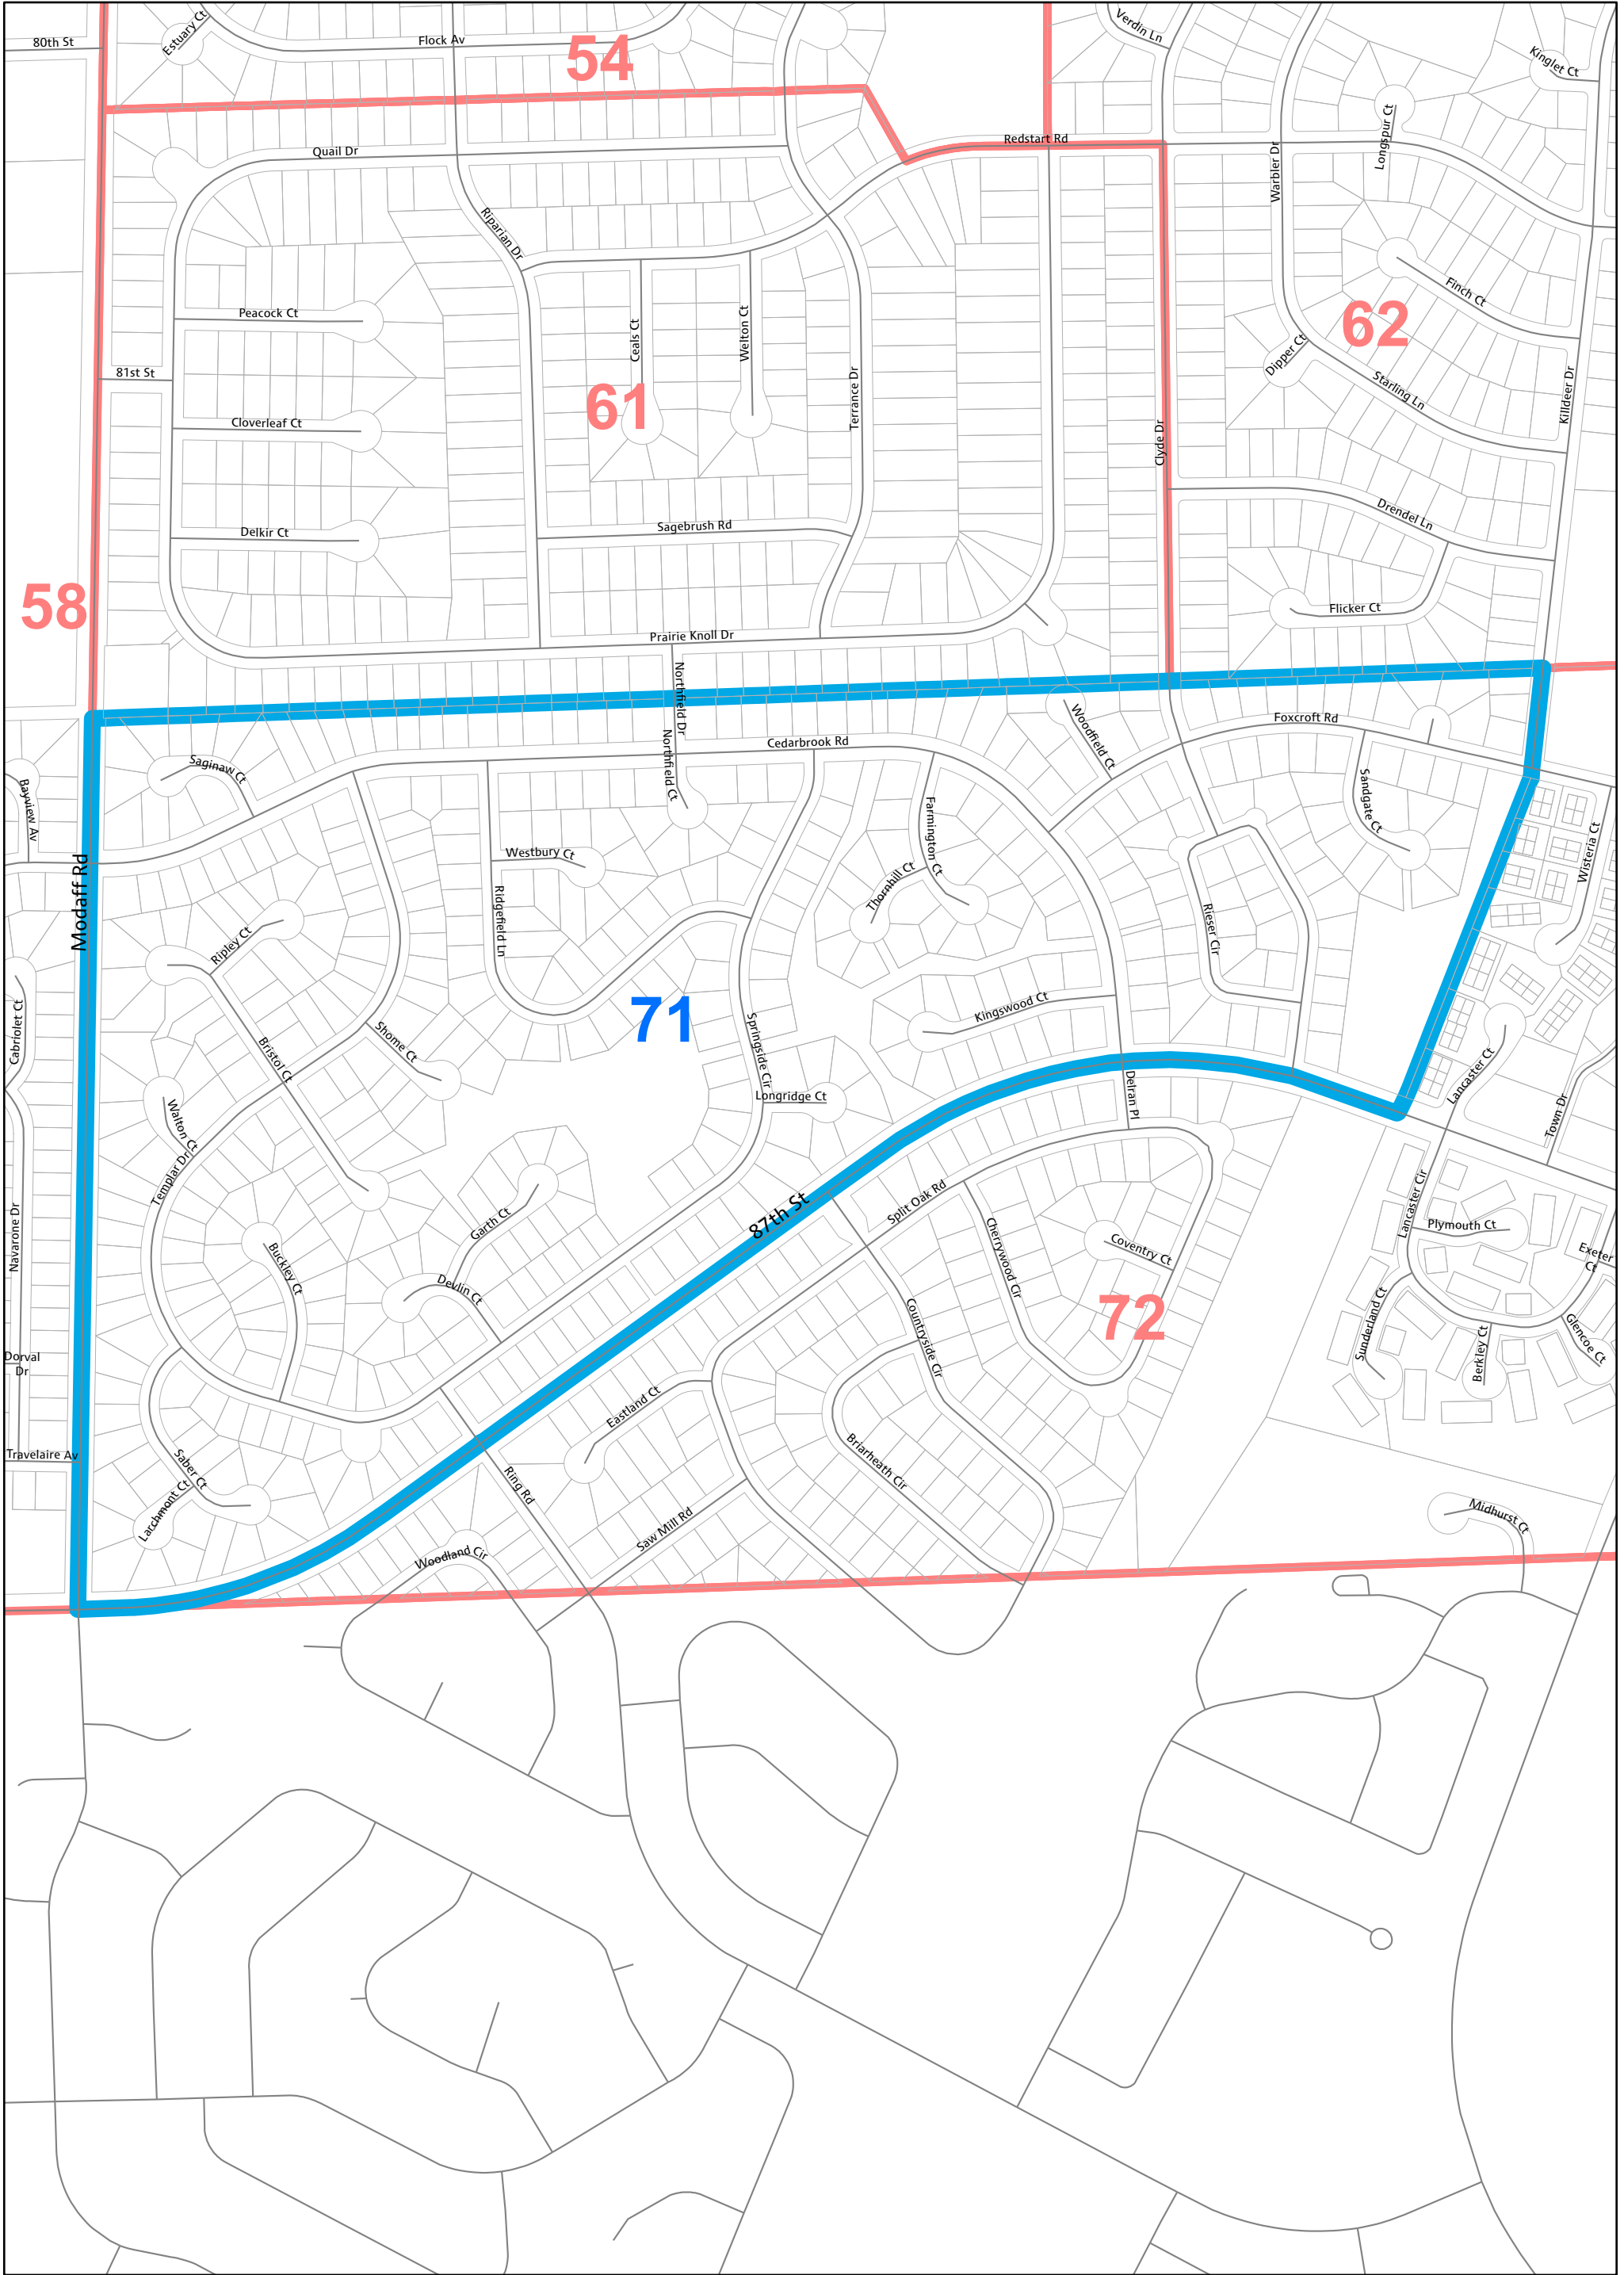 Estuary Ct
Verdin Ln
80th St
Flock Av
54
Kinglet Ct
Longspur Ct
Redstart Rd
Quail Dr
Warbler Dr
Riparian Dr
Finch Ct
Peacock Ct
Ceals Ct
Welton Ct
62
Dipper Ct
81st St
Terrance Dr
Starling Ln
Killdeer Dr
61
Cloverleaf Ct
Clyde Dr
Drendel Ln
Delkir Ct
Sagebrush Rd
58
Flicker Ct
Prairie Knoll Dr
Northfield Dr
Woodfield Ct
Foxcroft Rd
Cedarbrook Rd
Northfield Ct
Saginaw Ct
Bayview Av
Sandgate Ct
Farmington Ct
Wisteria Ct
Westbury Ct
Modaff Rd
Thornhill Ct
Ridgefield Ln
Rieser Cir
Ripley Ct
71
Kingswood Ct
Cabriolet Ct
Shome Ct
Springside Cir
Bristol Ct
Lancaster Ct
Longridge Ct
Delran Pl
Town Dr
Walton Ct
Templar Dr
87th St
Split Oak Rd
Lancaster Cir
Garth Ct
Navarone Dr
Plymouth Ct
Cherrywood Cir
Coventry Ct
Exeter
Ct
Buckley Ct
Devlin Ct
72
Countryside Cir
Sunderland Ct
Glencoe Ct
Berkley Ct
Dorval
Dr
Eastland Ct
Briarheath Cir
Travelaire Av
Saber Ct
Ring Rd
Larchmont Ct
Saw Mill Rd
Midhurst Ct
Woodland Cir